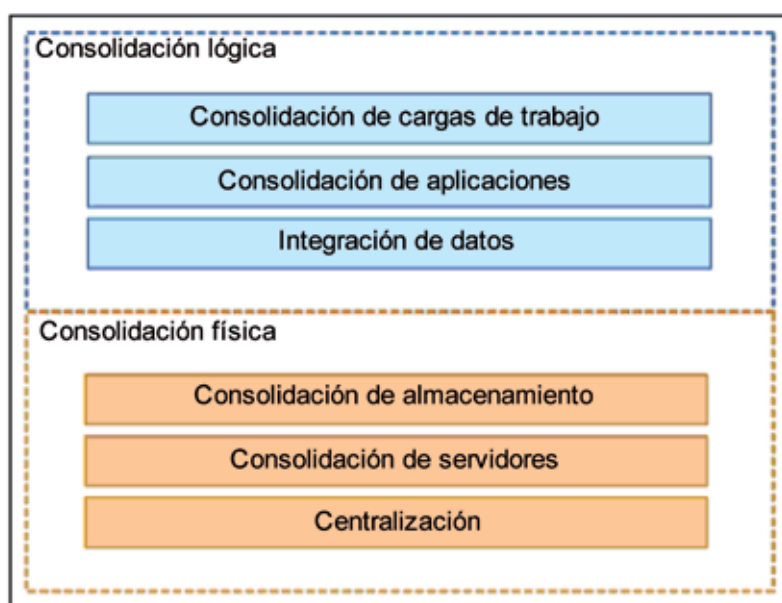 Consolidación lógica
Consolidación de cargas de trabajo
Consolidación de aplicaciones
Integración de datos
Consolidación física
Consolidación de almacenamiento
Consolidación de servidores
Centralización